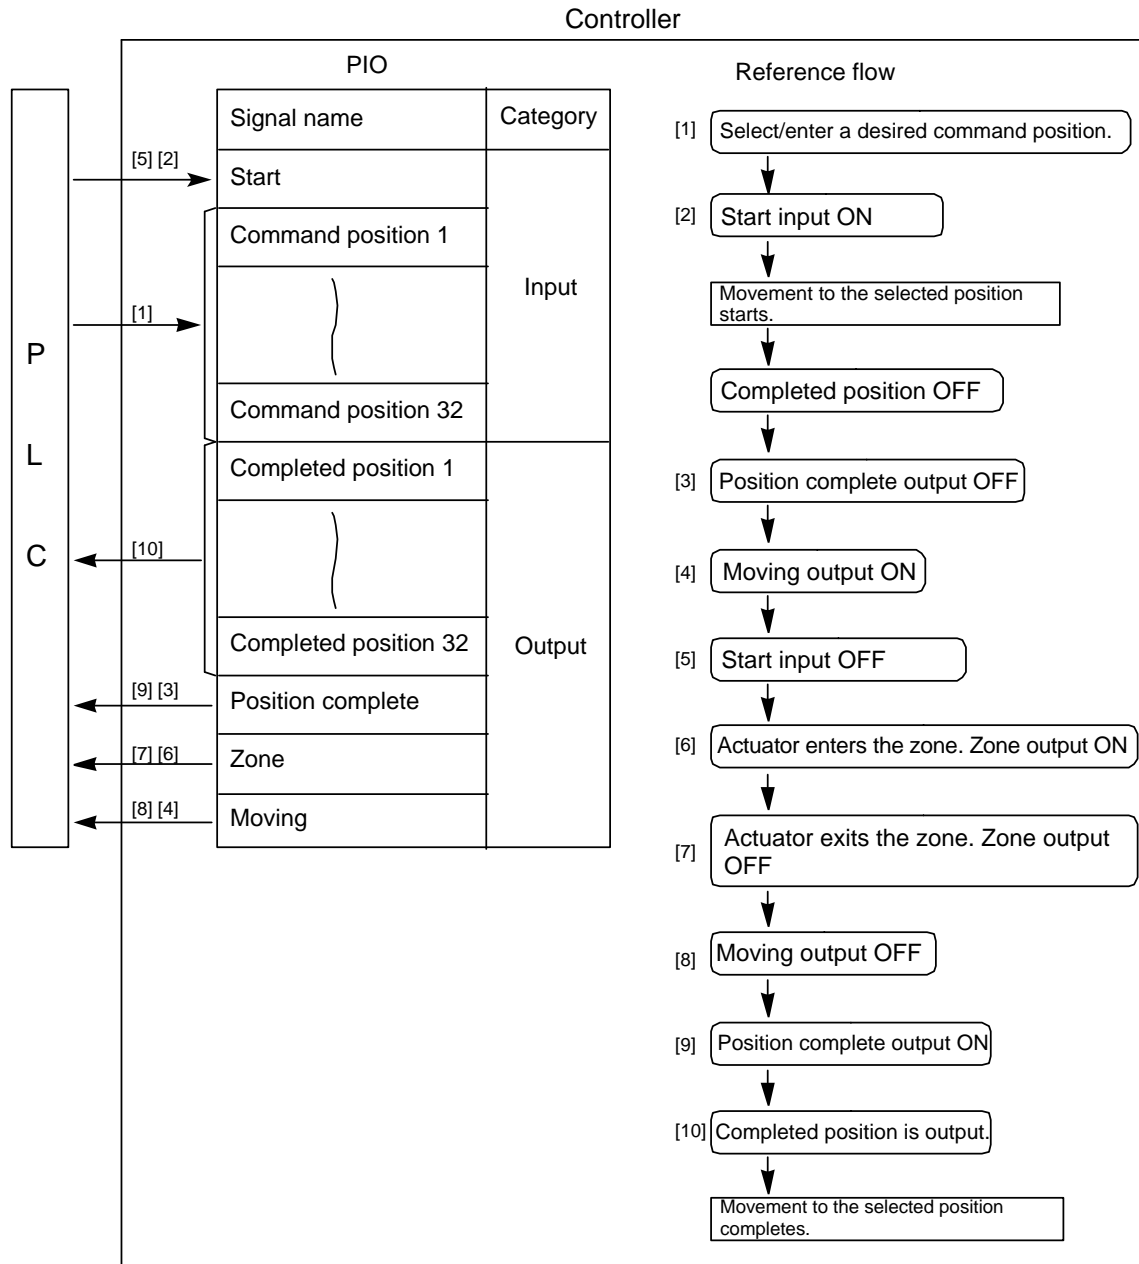 Controller
PIO
Reference flow
Signal name
Category
Start
Command position 1
Command position 32
Input
Completed position 1
Completed position 32
Position complete
Zone
Moving
Output
P
L
C
[5] [2]
[1]
[10]
[9] [3]
[7] [6]
[8] [4]
[1] Select/enter a desired command position.
[2] Start input ON
Movement to the selected position
starts.
Completed position OFF
[3] Position complete output OFF
[4] Moving output ON
[5] Start input OFF
[6] Actuator enters the zone. Zone output ON
[7] Actuator exits the zone. Zone output
OFF
[8] Moving output OFF
[9] Position complete output ON
[10] Completed position is output.
Movement to the selected position
completes.